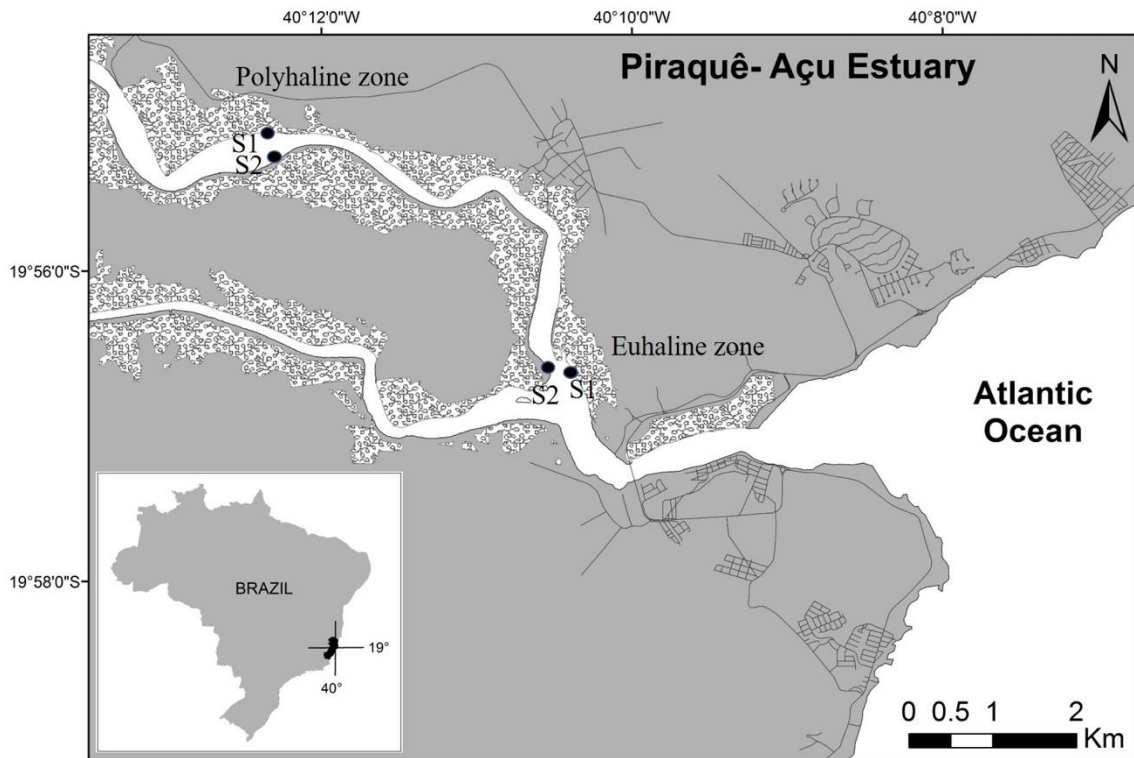 40°12'0"W
40°10'0"W
40°8'0"W
Polyhaline zone
Piraquê- Açu Estuary
N
S1
S2
19°56'0"S
Euhaline zone
S2
S1
Atlantic
Ocean
19°58'0"S
BRAZIL
19°
40°
0 0.5 1 2
Km